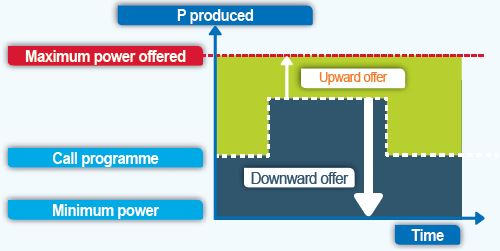 P produced
Maximum power offered
Upward offer
Call programme
Downward offer
Minimum power
Time